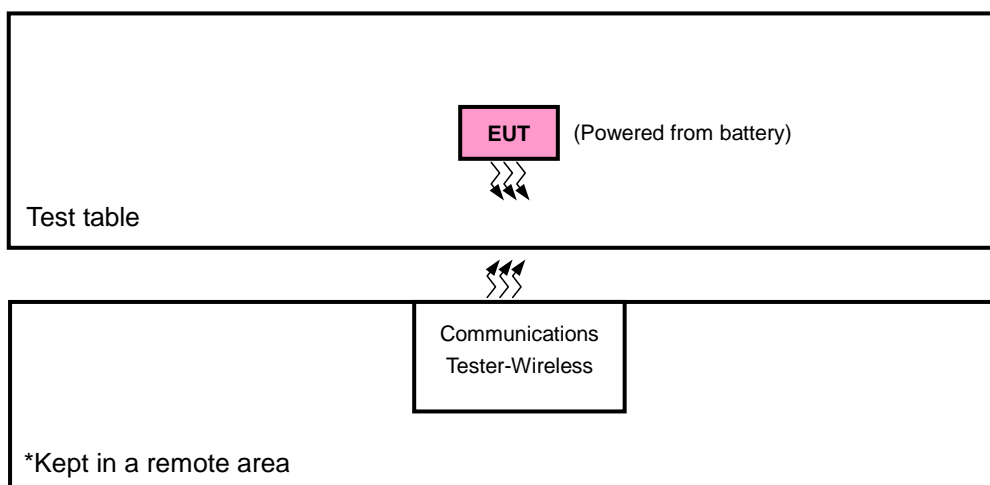 EUT
(Powered from battery)
Test table
Communications
Tester-Wireless
*Kept in a remote area